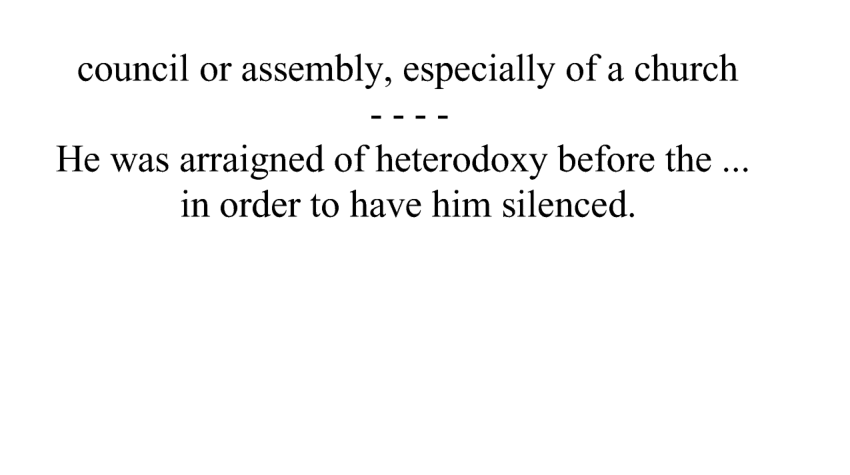 council or assembly, especially of a church
- - - -
He was arraigned of heterodoxy before the ...
in order to have him silenced.